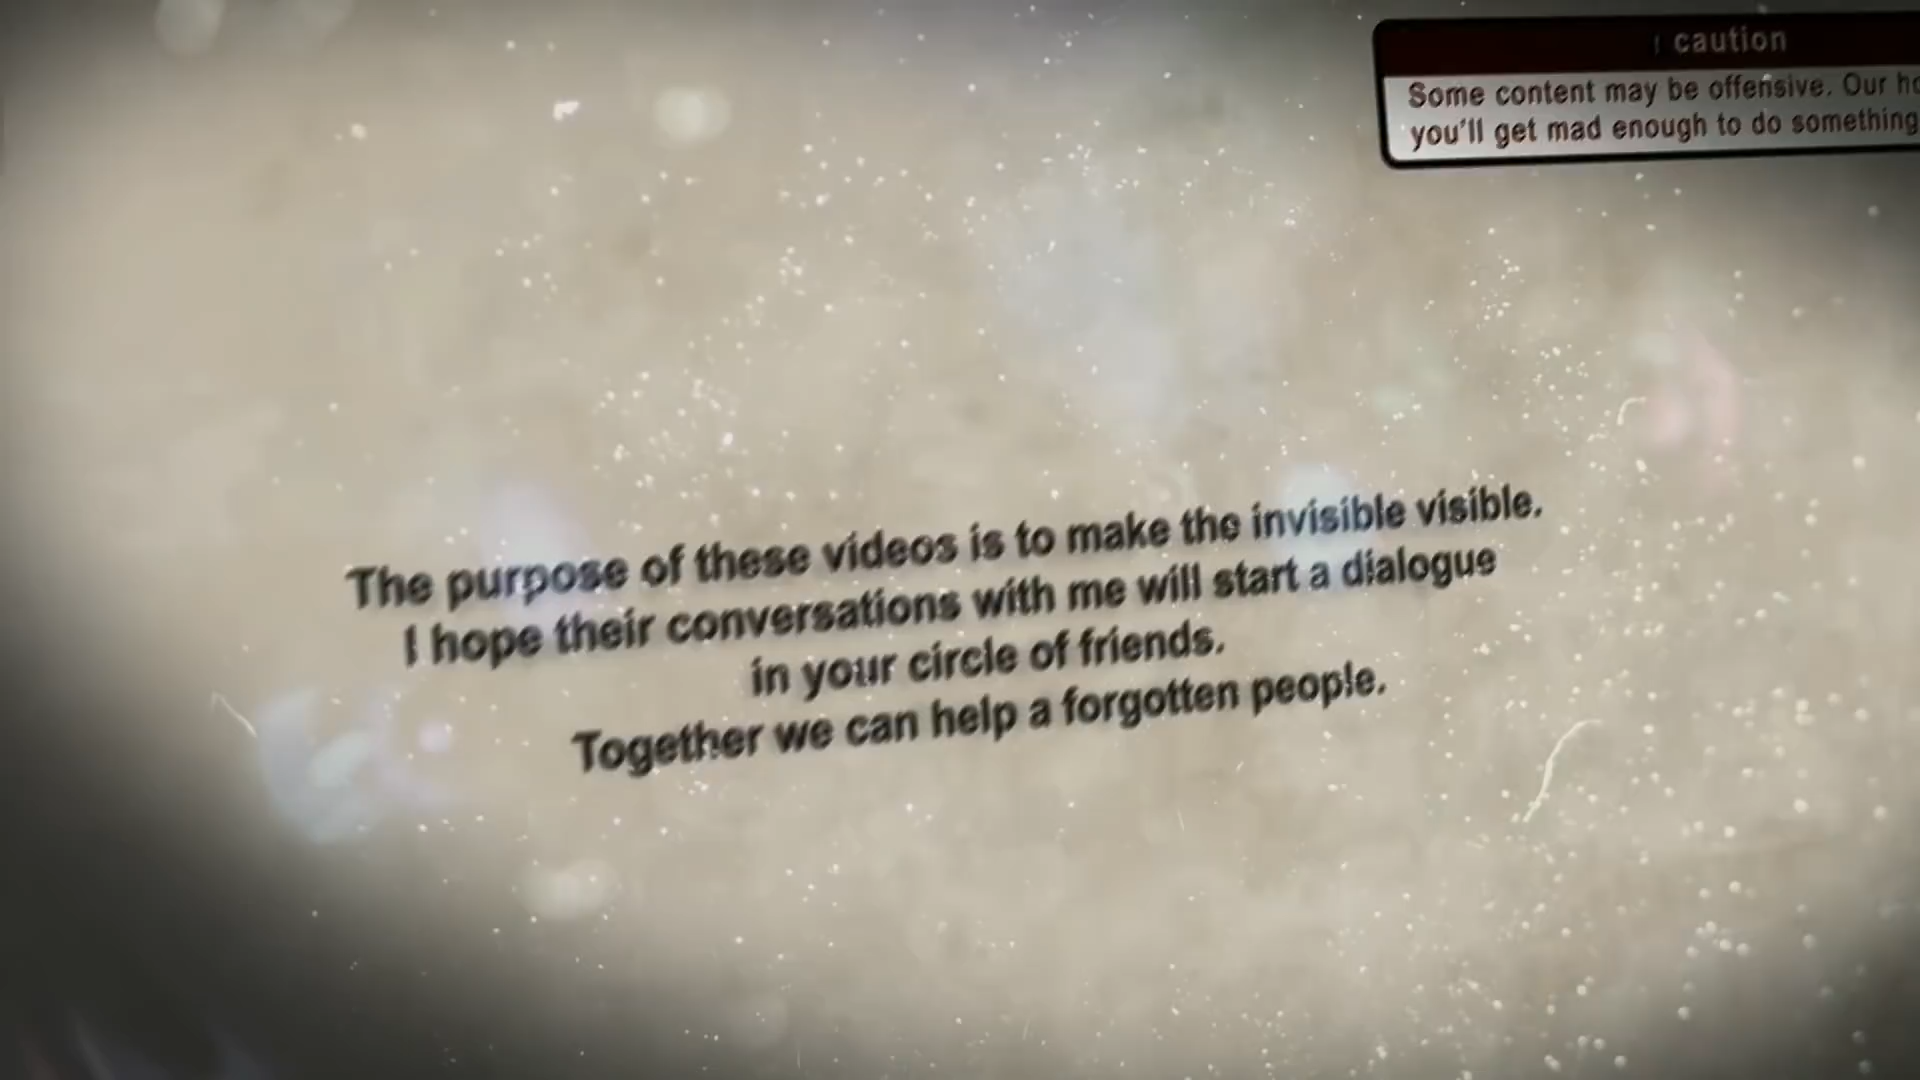 caution
Some content may be offensive. Our
you'll get mad enough to do something
The purpose of these videos is to make the invisible visible.
I hope their conversations with me will start a dialogue
in your circle of friends.
Together we can help a forgotten people.